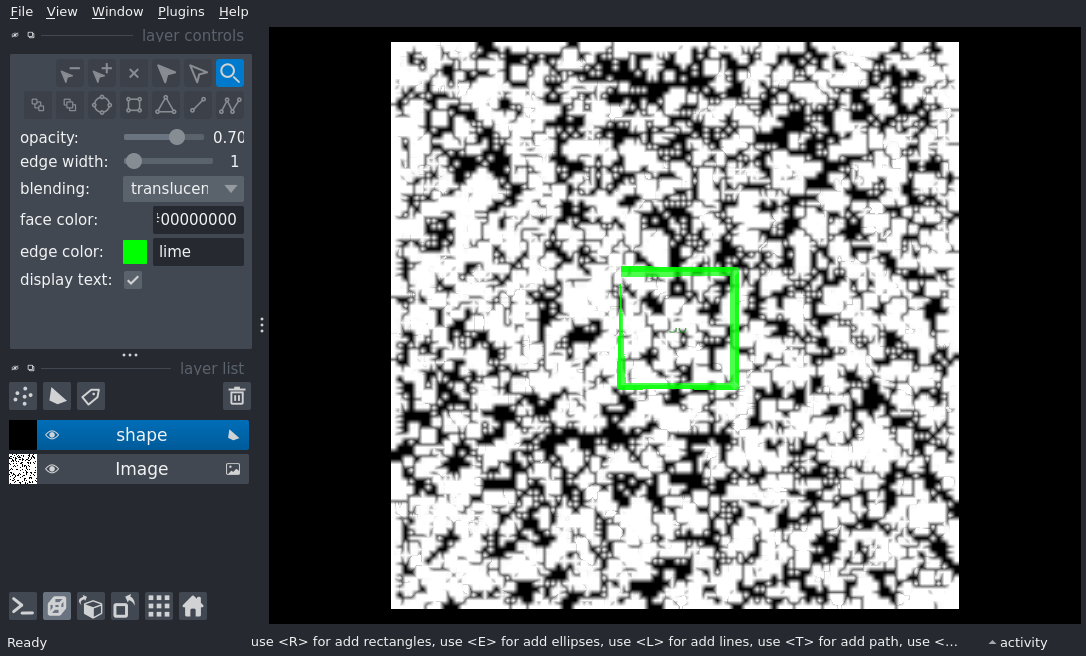 File View Window Plugins Help
layer controls
opacity: 0.70
edge width: 1
blending: translucen
face color: 00000000
edge color: lime
display text:
layer list
shape
Image
Ready use <R> for add rectangles, use <E> for add ellipses, use <L> for add lines, use <T> for add path, use <... activity